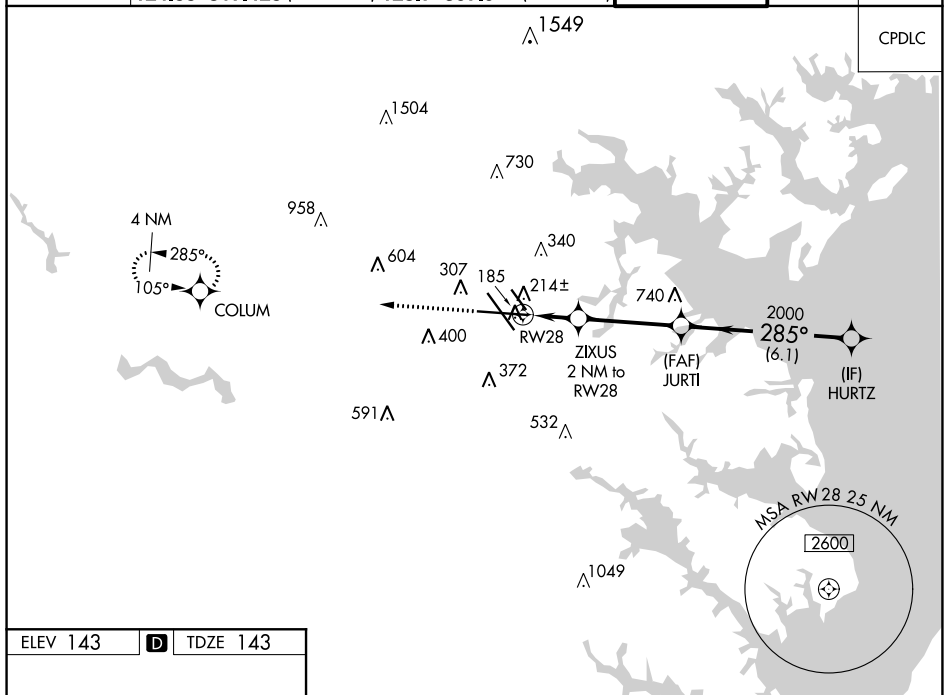 1549
CPDLC
1504
730
958
4 NM
285°
105°
COLUM
604
340
307
185
214±
740
2000
285°
(6.1)
400
RW28
ZIXUS
2 NM to
RW28
(FAF)
JURTI
(IF)
HURTZ
372
591
532
MSA RW28 25 NM
2600
1049
ELEV 143
D
TDZE 143